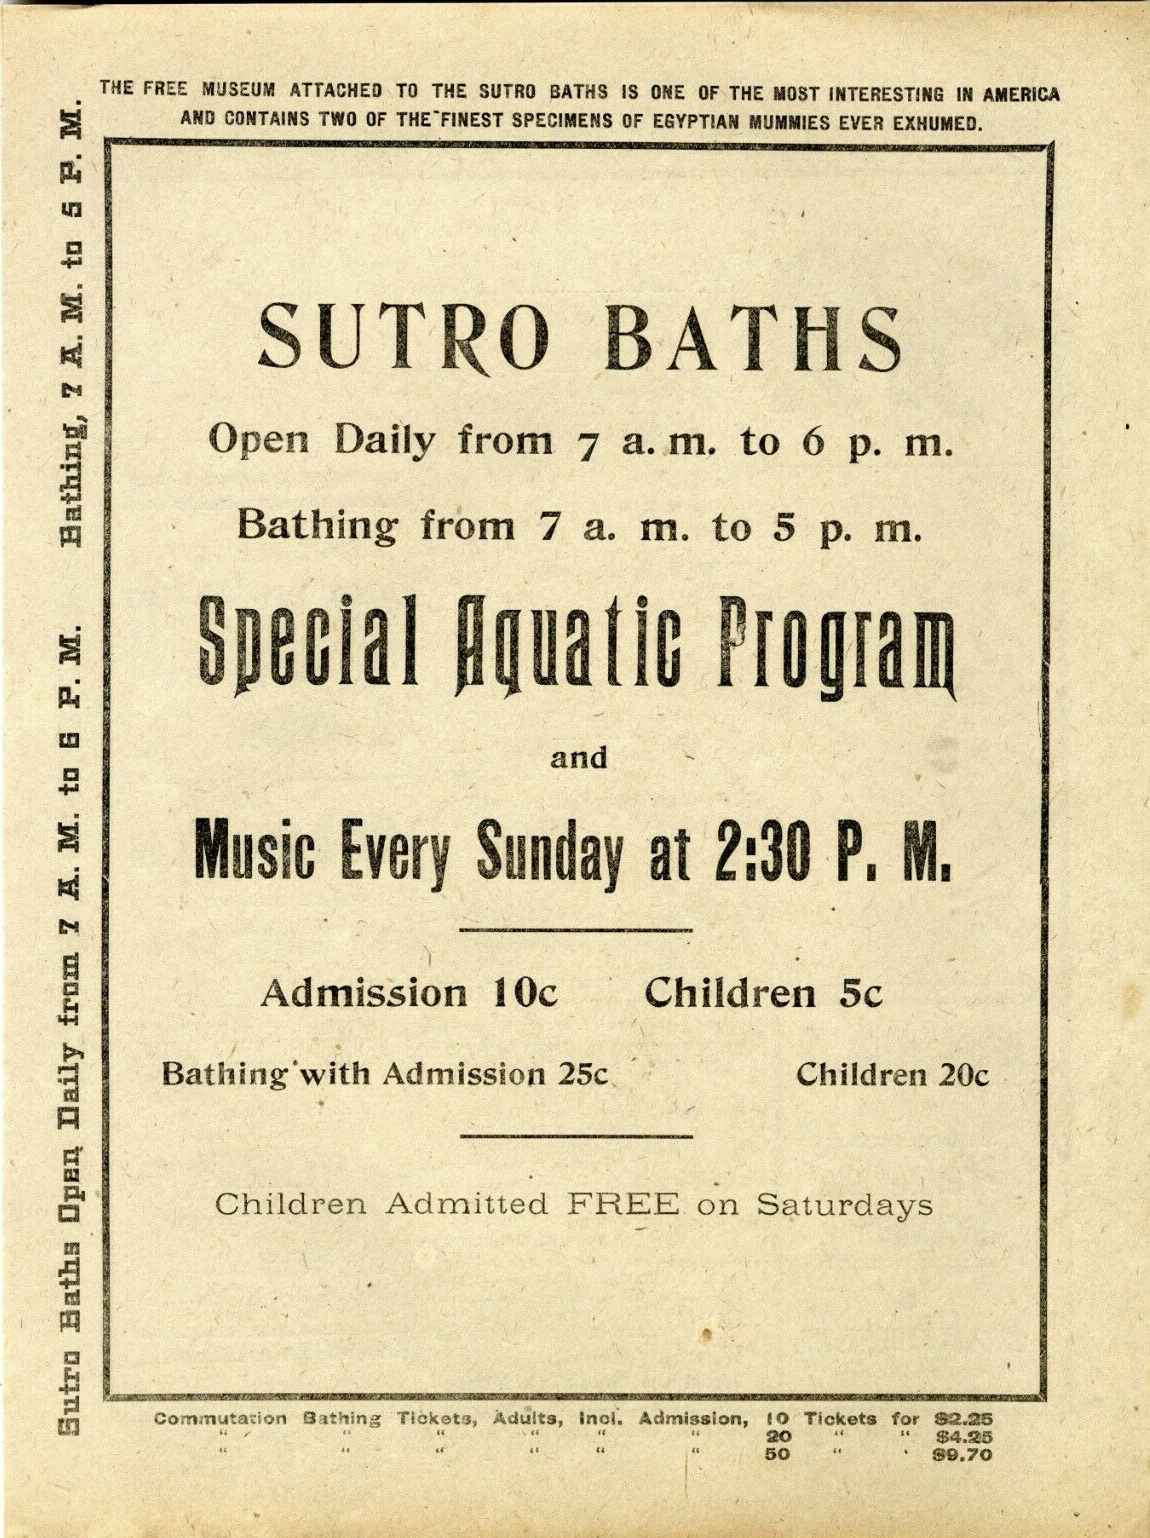 THE FREE MUSEUM ATTACHED TO THE SUTRO BATHS IS ONE OF THE MOST INTERESTING IN AMERICA
AND CONTAINS TWO OF THE FINEST SPECIMENS OF EGYPTIAN MUMMIES EVER EXHUMED.
Sutro Baths Open Daily from 7 A. M. to 6 P. M. Bathing, 7 A. M. to 5 P. M.
SUTRO BATHS
Open Daily from 7 a. m. to 6 p. m.
Bathing from 7 a. m. to 5 p. m.
Special Aquatic Program
and
Music Every Sunday at 2:30 P. M.
Admission 10c Children 5c
Bathing with Admission 25c Children 20c
Children Admitted FREE on Saturdays
Commutation Bathing Tickets, Adults, Incl. Admission, 10 Tickets for $2.25
" " " " " " 20 " " $4.25
" " " " " " 50 " " $9.70